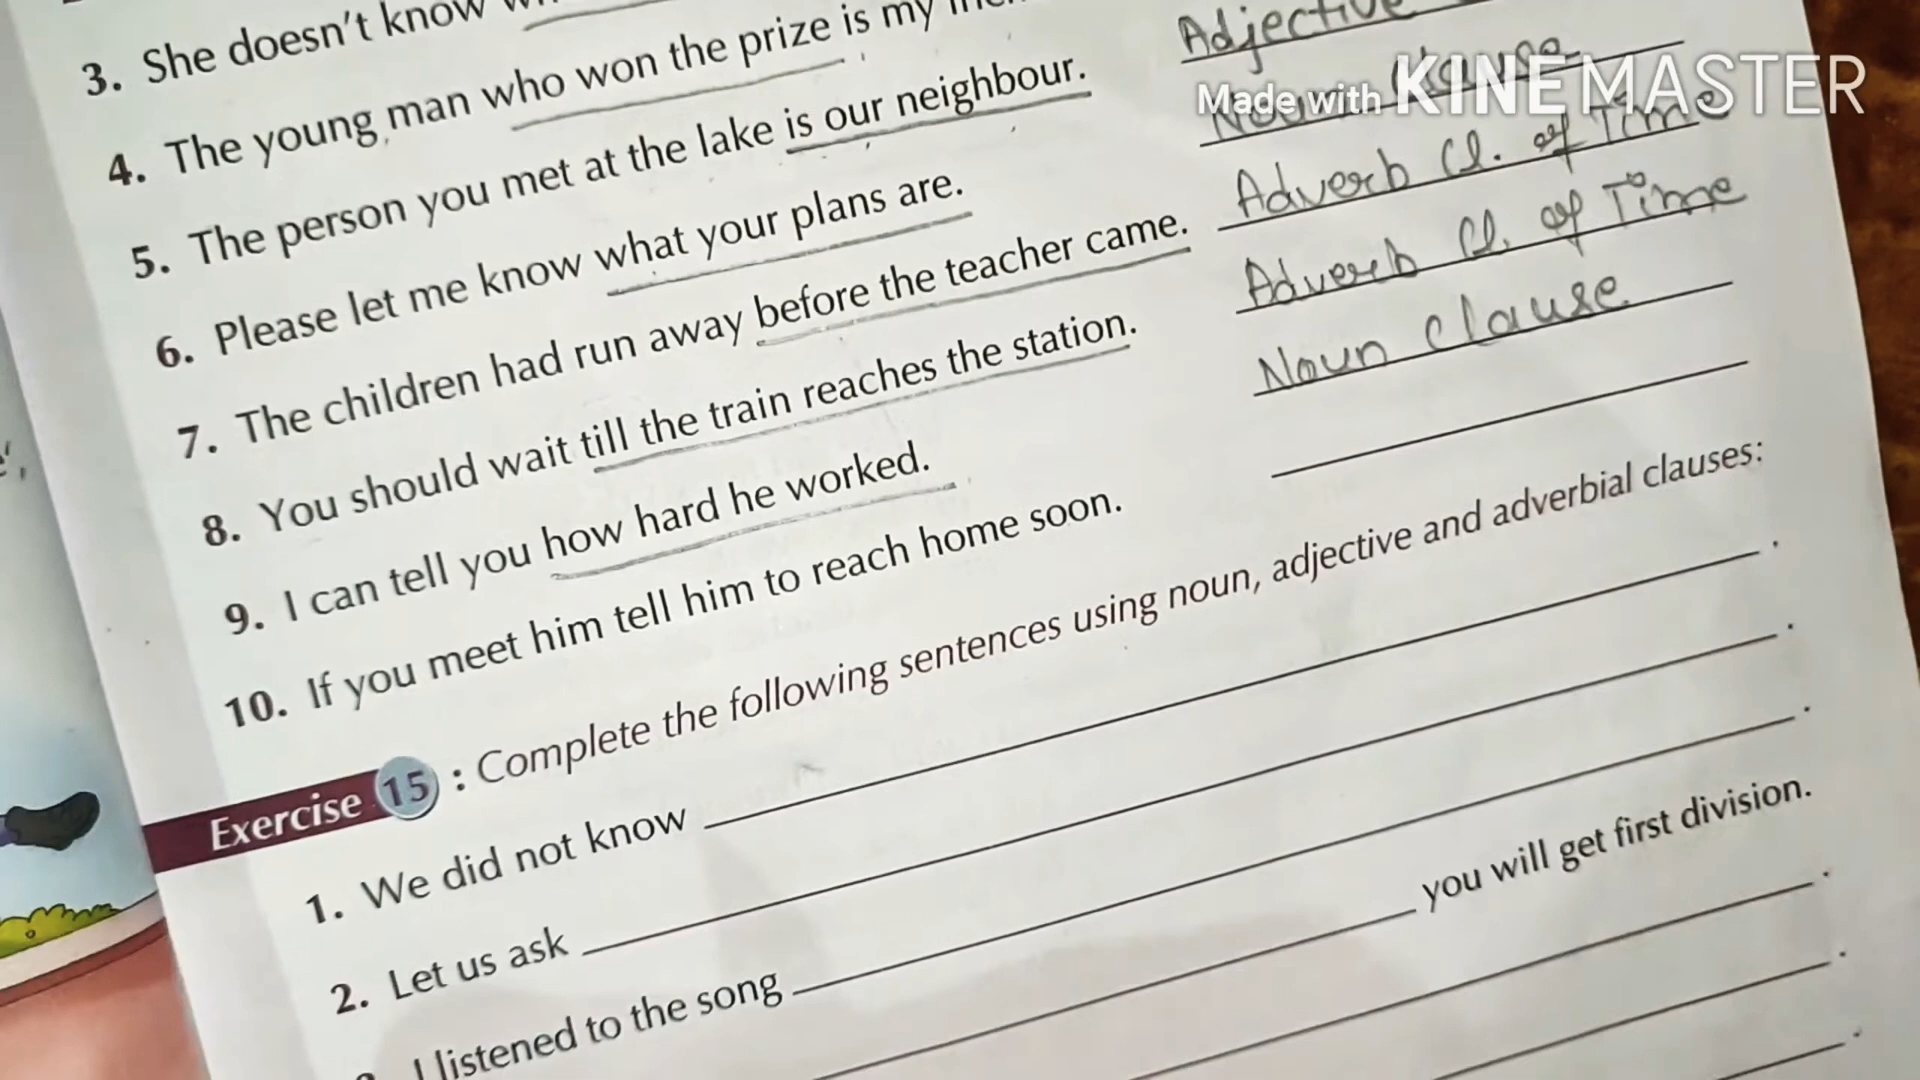 3. She doesn't know
Adjective
4. The young man who won the prize is my
Noun Clause
Made with KINEMASTER
5. The person you met at the lake is our neighbour.
Adverb Cl. of Time
6. Please let me know what your plans are.
Adverb Cl. of Time
7. The children had run away before the teacher came.
Noun Clause
8. You should wait till the train reaches the station.
9. I can tell you how hard he worked.
10. If you meet him tell him to reach home soon.
Exercise 15 : Complete the following sentences using noun, adjective and adverbial clauses:
1. We did not know .
2. Let us ask .
I listened to the song .
you will get first division.